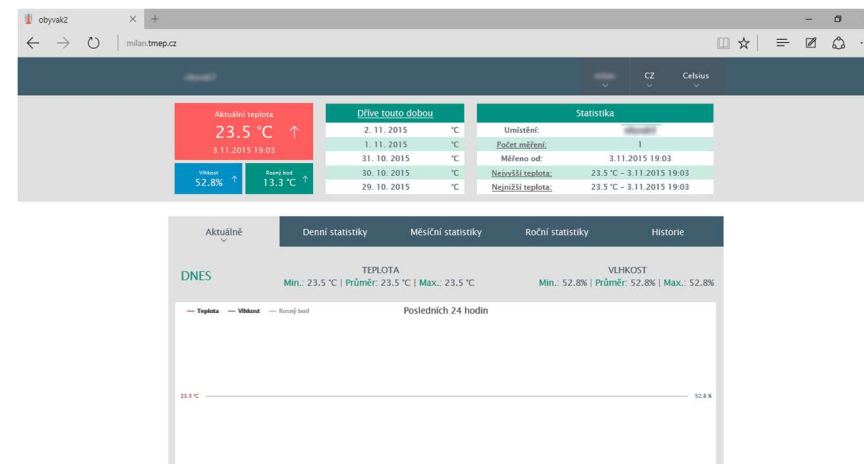 obyvak2
milan.tmep.cz
CZ
Celsius
Aktuální teplota
23.5 °C
3.11.2015 19:03
Vlhkost
52.8%
Rosný bod
13.3 °C
Dříve touto dobou
2. 11. 2015 °C
1. 11. 2015 °C
31. 10. 2015 °C
30. 10. 2015 °C
29. 10. 2015 °C
Statistika
Umístění:
Počet měření: 1
Měřeno od: 3.11.2015 19:03
Nejvyšší teplota: 23.5 °C - 3.11.2015 19:03
Nejnižší teplota: 23.5 °C - 3.11.2015 19:03
Aktuálně Denní statistiky Měsíční statistiky Roční statistiky Historie
DNES
TEPLOTA
Min.: 23.5 °C | Průměr: 23.5 °C | Max.: 23.5 °C
VLHKOST
Min.: 52.8% | Průměr: 52.8% | Max.: 52.8%
Teplota Vlhkost Rosný bod
Posledních 24 hodin
23.5 °C
52.8 %